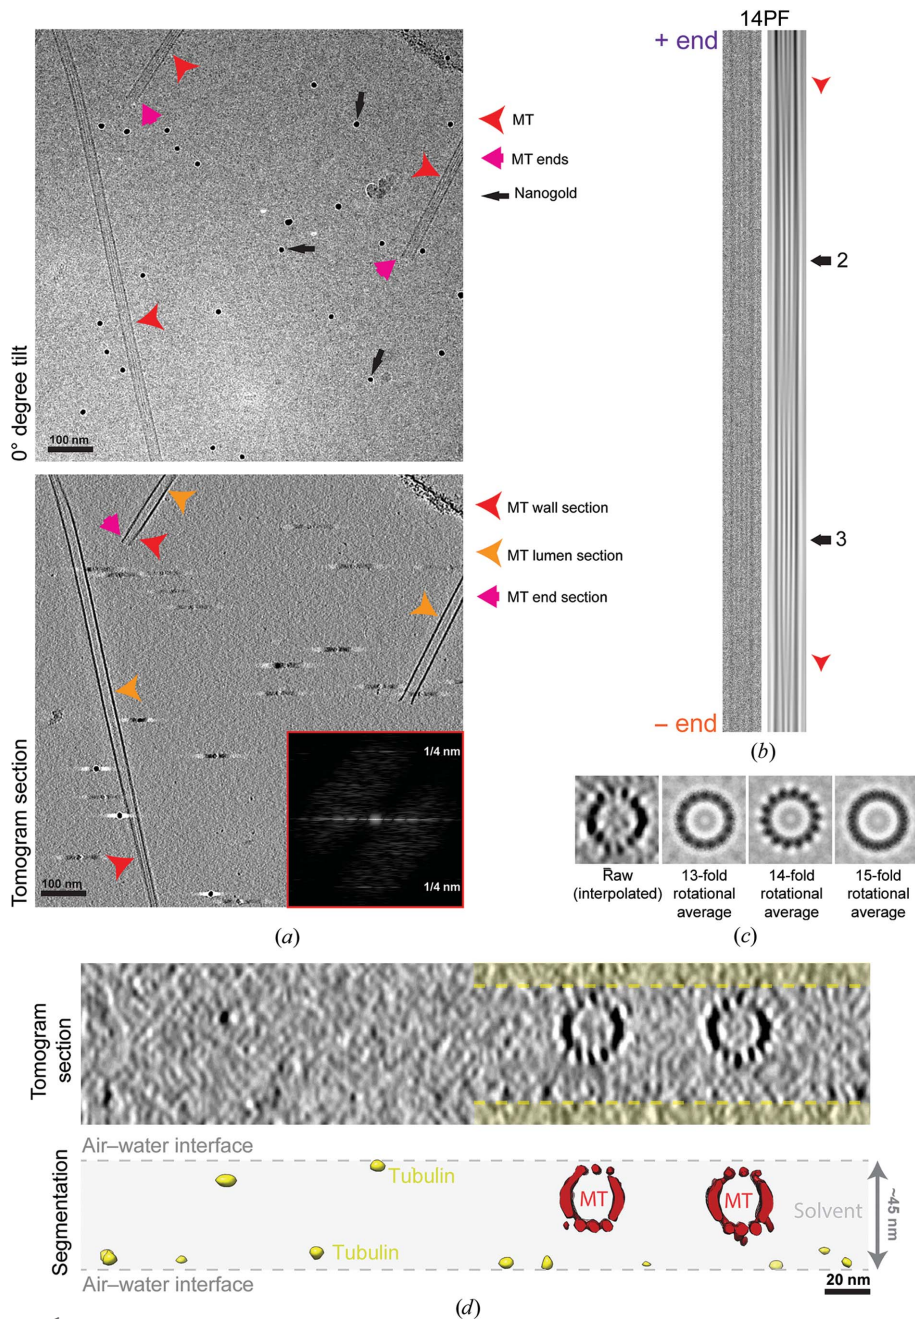 14PF
+ end
MT
MT ends
Nanogold
2
0° degree tilt
100 nm
MT wall section
MT lumen section
MT end section
3
– end
(b)
1/4 nm
1/4 nm
Tomogram section
100 nm
(a)
Raw
(interpolated)
13-fold
rotational
average
14-fold
rotational
average
15-fold
rotational
average
(c)
Tomogram
section
Air–water interface
Segmentation
Tubulin
MT
MT
Solvent
~45 nm
Tubulin
Air–water interface
20 nm
(d)